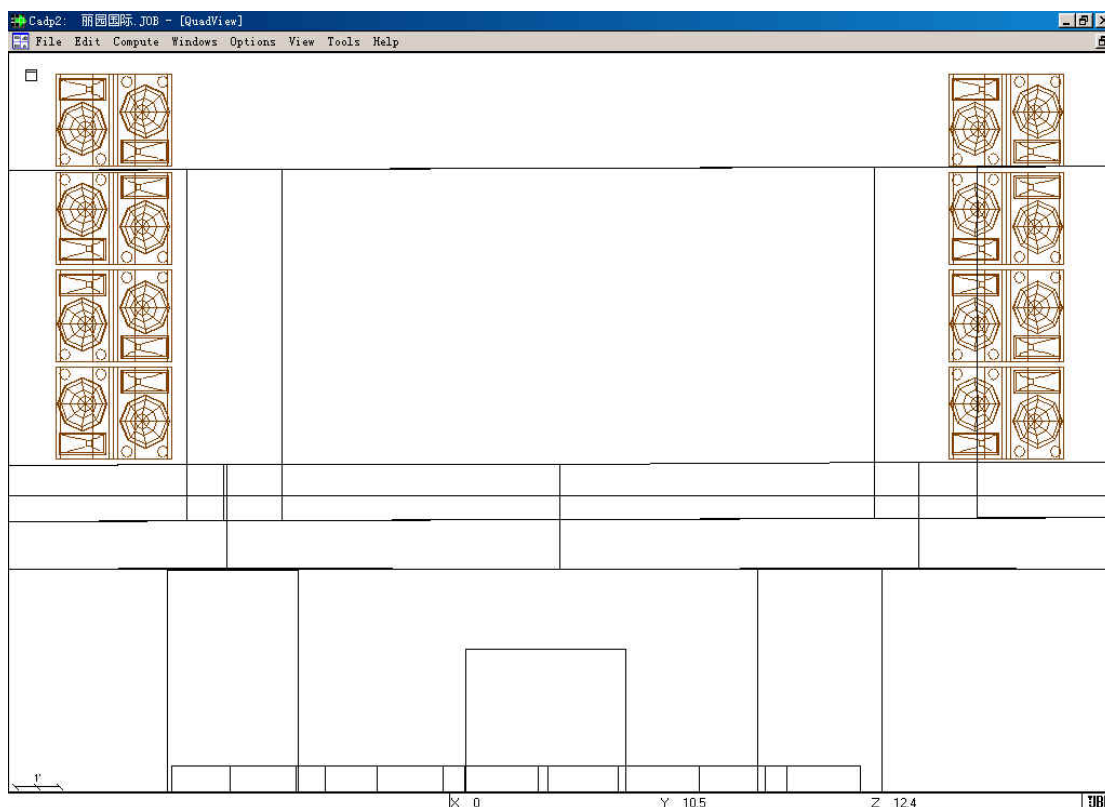 Cadp2: 丽园国际.JOB - [QuadView]
File Edit Compute Windows Options View Tools Help
1'
X 0 Y 10.5 Z 12.4